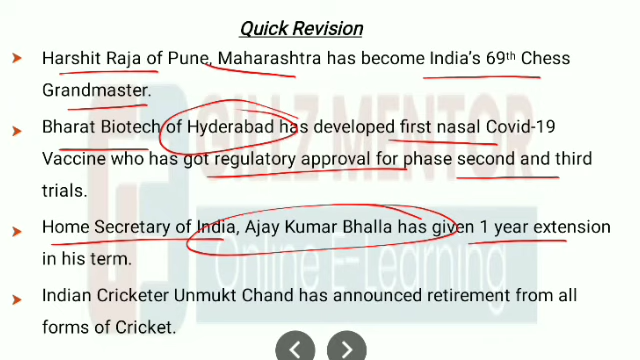 Quick Revision
Harshit Raja of Pune, Maharashtra has become India's 69th Chess
Grandmaster.
Bharat Biotech of Hyderabad has developed first nasal Covid-19
Vaccine who has got regulatory approval for phase second and third
trials.
Home Secretary of India, Ajay Kumar Bhalla has given 1 year extension
in his term.
Indian Cricketer Unmukt Chand has announced retirement from all
forms of Cricket.
MENTOR
Online E-Learning